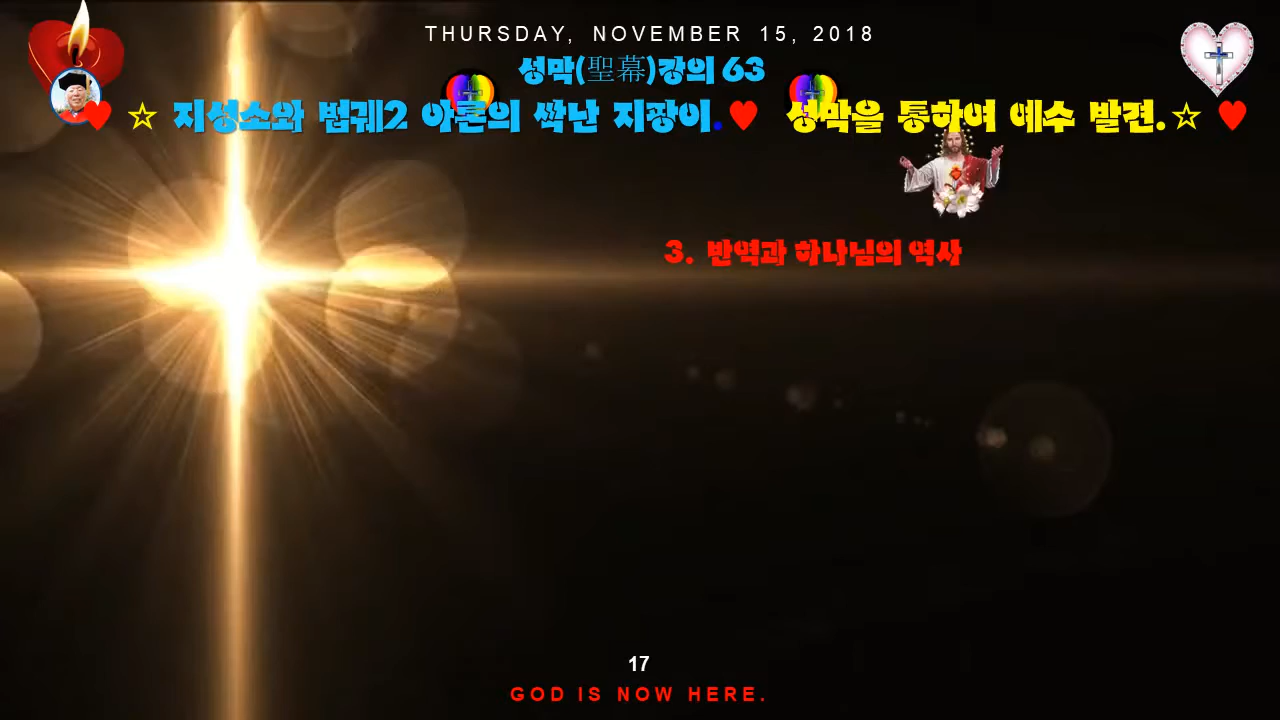 THURSDAY, NOVEMBER 15, 2018
성막(聖幕)강의 63
♥ ☆ 지성소와 법궤2 아론의 싹난 지팡이.♥ 성막을 통하여 예수 발견.☆ ♥
3. 반역과 하나님의 역사
17
GOD IS NOW HERE.